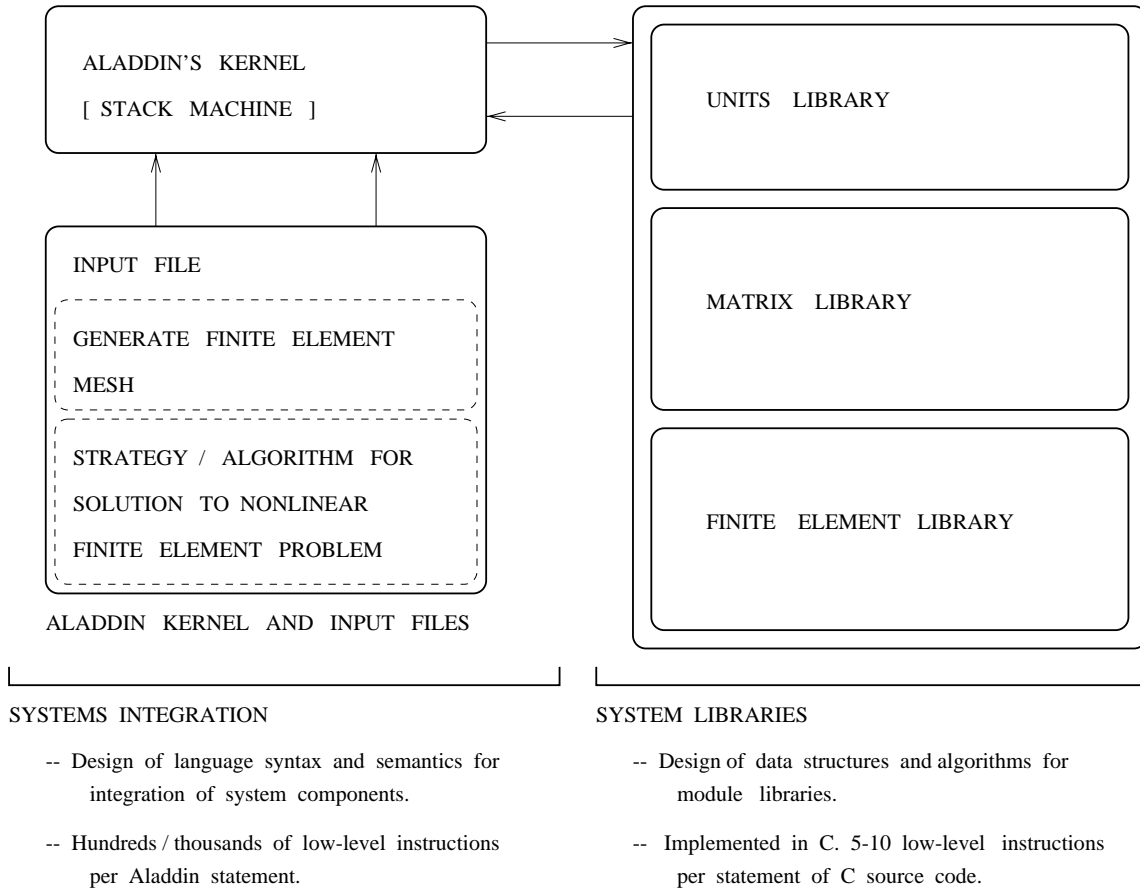 ALADDIN'S KERNEL
[ STACK MACHINE ]
INPUT FILE
GENERATE FINITE ELEMENT
MESH
STRATEGY / ALGORITHM FOR
SOLUTION TO NONLINEAR
FINITE ELEMENT PROBLEM
ALADDIN KERNEL AND INPUT FILES
UNITS LIBRARY
MATRIX LIBRARY
FINITE ELEMENT LIBRARY
SYSTEMS INTEGRATION
-- Design of language syntax and semantics for
integration of system components.
-- Hundreds / thousands of low-level instructions
per Aladdin statement.
SYSTEM LIBRARIES
-- Design of data structures and algorithms for
module libraries.
-- Implemented in C. 5-10 low-level instructions
per statement of C source code.